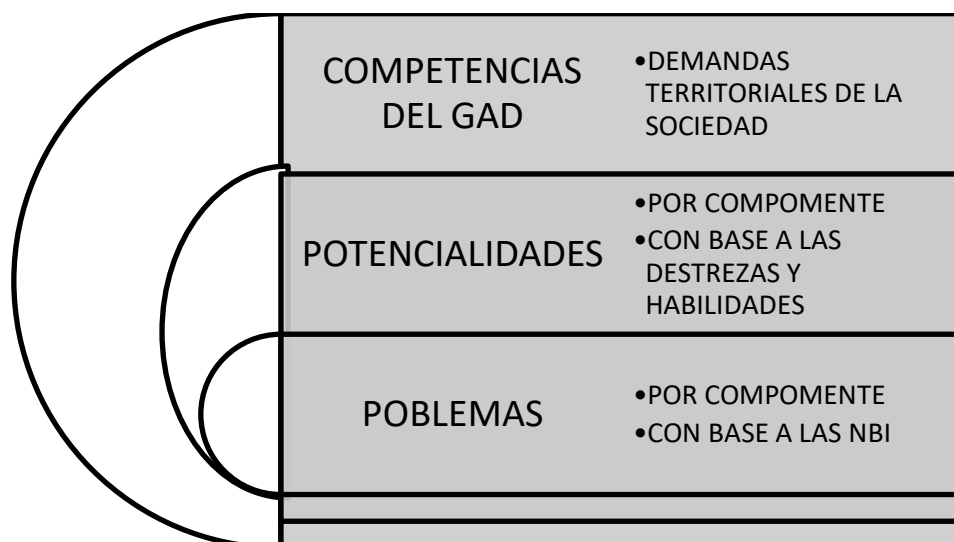 COMPETENCIAS
DEL GAD
•DEMANDAS
TERRITORIALES DE LA
SOCIEDAD
POTENCIALIDADES
•POR COMPOMENTE
•CON BASE A LAS
DESTREZAS Y
HABILIDADES
POBLEMAS
•POR COMPOMENTE
•CON BASE A LAS NBI